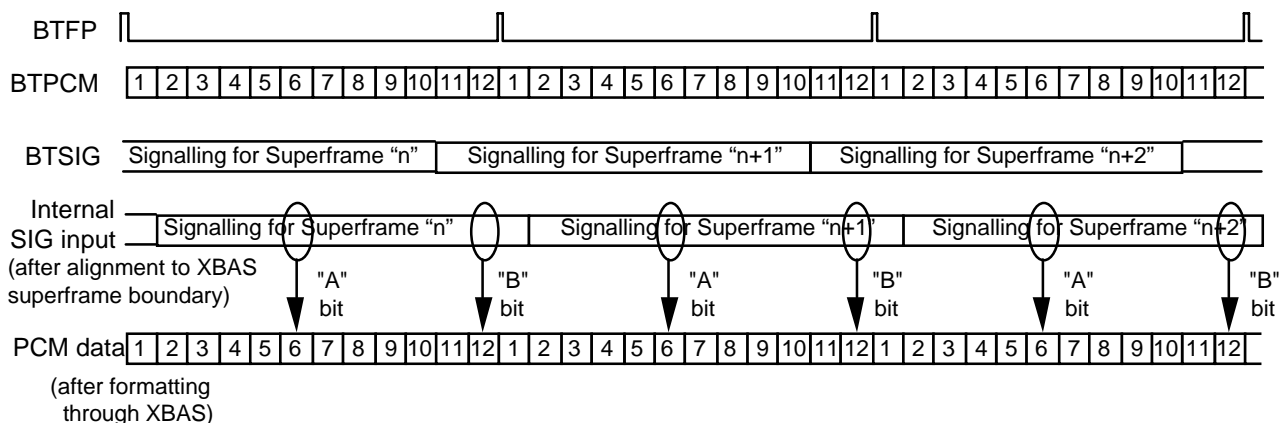 BTFP
BTPCM 1 2 3 4 5 6 7 8 9 10 11 12 1 2 3 4 5 6 7 8 9 10 11 12 1 2 3 4 5 6 7 8 9 10 11 12
BTSIG Signalling for Superframe “n” Signalling for Superframe “n+1” Signalling for Superframe “n+2”
Internal
SIG input Signalling for Superframe “n” Signalling for Superframe “n+1” Signalling for Superframe “n+2”
(after alignment to XBAS
superframe boundary)
"A" "B" "A" "B" "A" "B"
bit bit bit bit bit bit
PCM data 1 2 3 4 5 6 7 8 9 10 11 12 1 2 3 4 5 6 7 8 9 10 11 12 1 2 3 4 5 6 7 8 9 10 11 12
(after formatting
through XBAS)